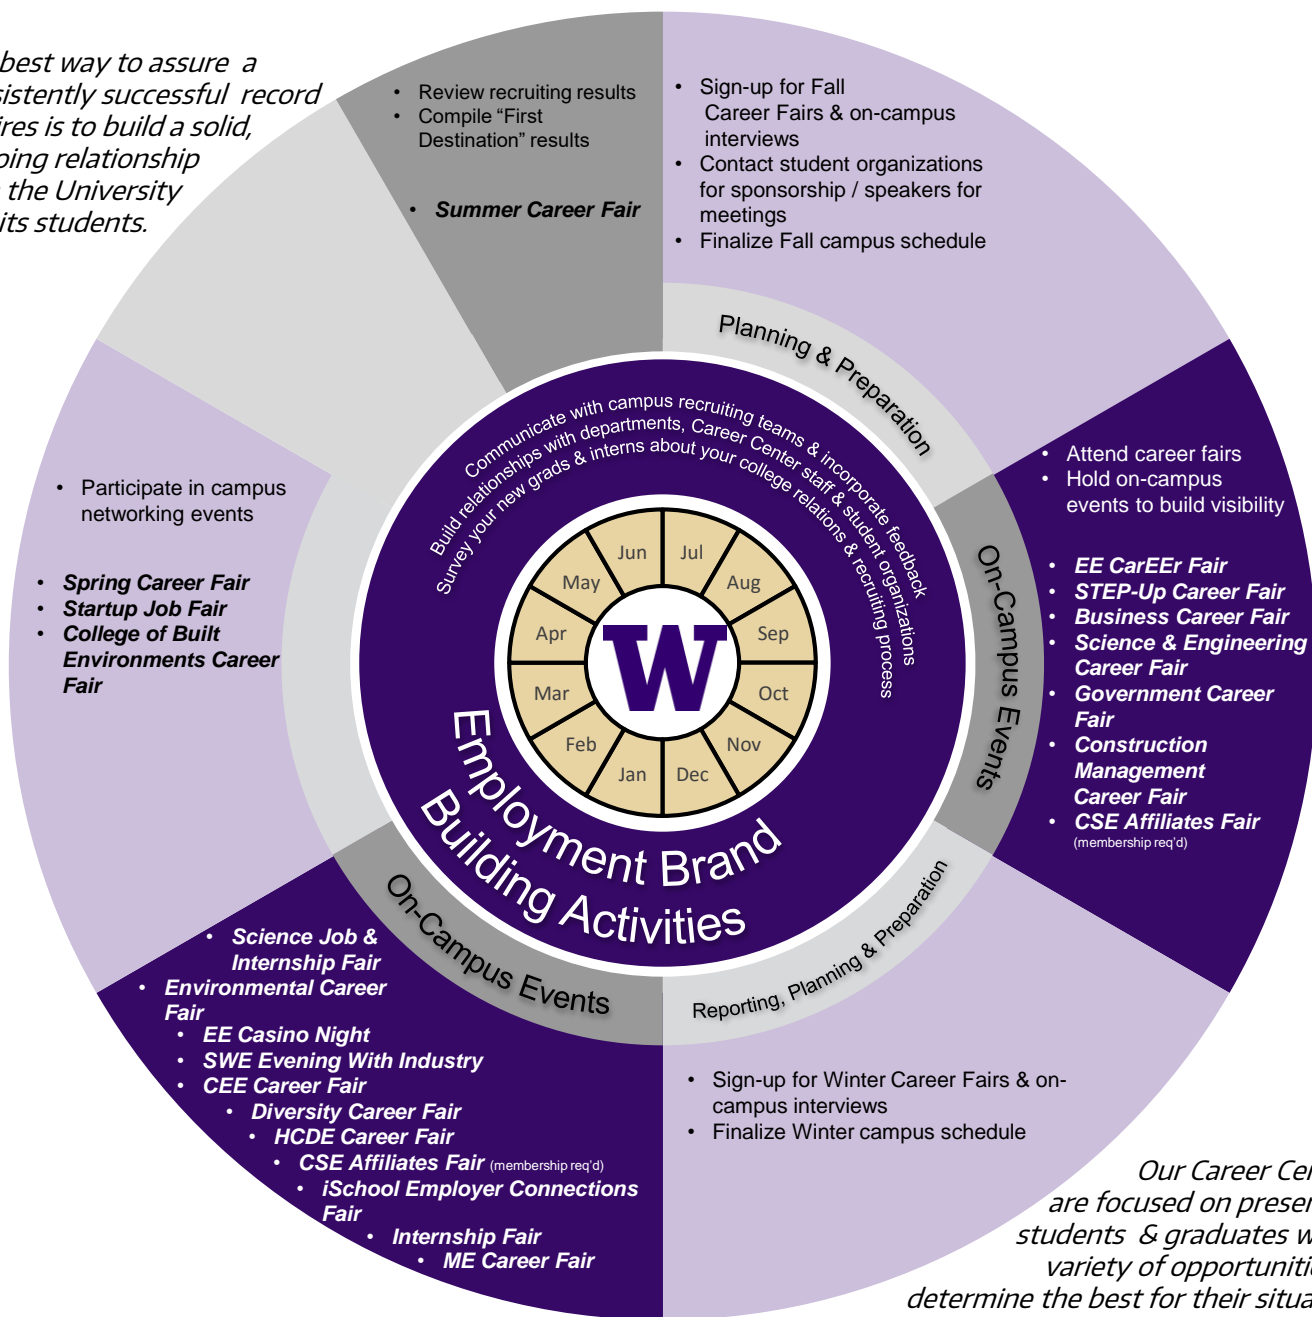 best way to assure a
sistently successful record
ires is to build a solid,
oing relationship
the University
its students.
• Review recruiting results
• Compile “First
Destination” results
• Summer Career Fair
• Sign-up for Fall
Career Fairs & on-campus
interviews
• Contact student organizations
for sponsorship / speakers for
meetings
• Finalize Fall campus schedule
Planning & Preparation
• Attend career fairs
• Hold on-campus
events to build visibility
• EE CarEEr Fair
• STEP-Up Career Fair
• Business Career Fair
• Science & Engineering
Career Fair
• Government Career
Fair
• Construction
Management
Career Fair
• CSE Affiliates Fair
(membership req'd)
On-Campus Events
Communicate with campus recruiting teams & incorporate feedback
Build relationships with departments, Career Center staff & student organizations
Survey your new grads & interns about your college relations & recruiting process
Jun
Jul
May
Aug
Apr
Sep
Mar
Oct
Feb
Nov
Jan
Dec
W
Employment Brand
Building Activities
• Participate in campus
networking events
• Spring Career Fair
• Startup Job Fair
• College of Built
Environments Career
Fair
On-Campus Events
• Science Job &
Internship Fair
• Environmental Career
Fair
• EE Casino Night
• SWE Evening With Industry
• CEE Career Fair
• Diversity Career Fair
• HCDE Career Fair
• CSE Affiliates Fair (membership req'd)
• iSchool Employer Connections
Fair
• Internship Fair
• ME Career Fair
Reporting, Planning & Preparation
• Sign-up for Winter Career Fairs & on-
campus interviews
• Finalize Winter campus schedule
Our Career Cen
are focused on presen
students & graduates w
variety of opportunitie
determine the best for their situa